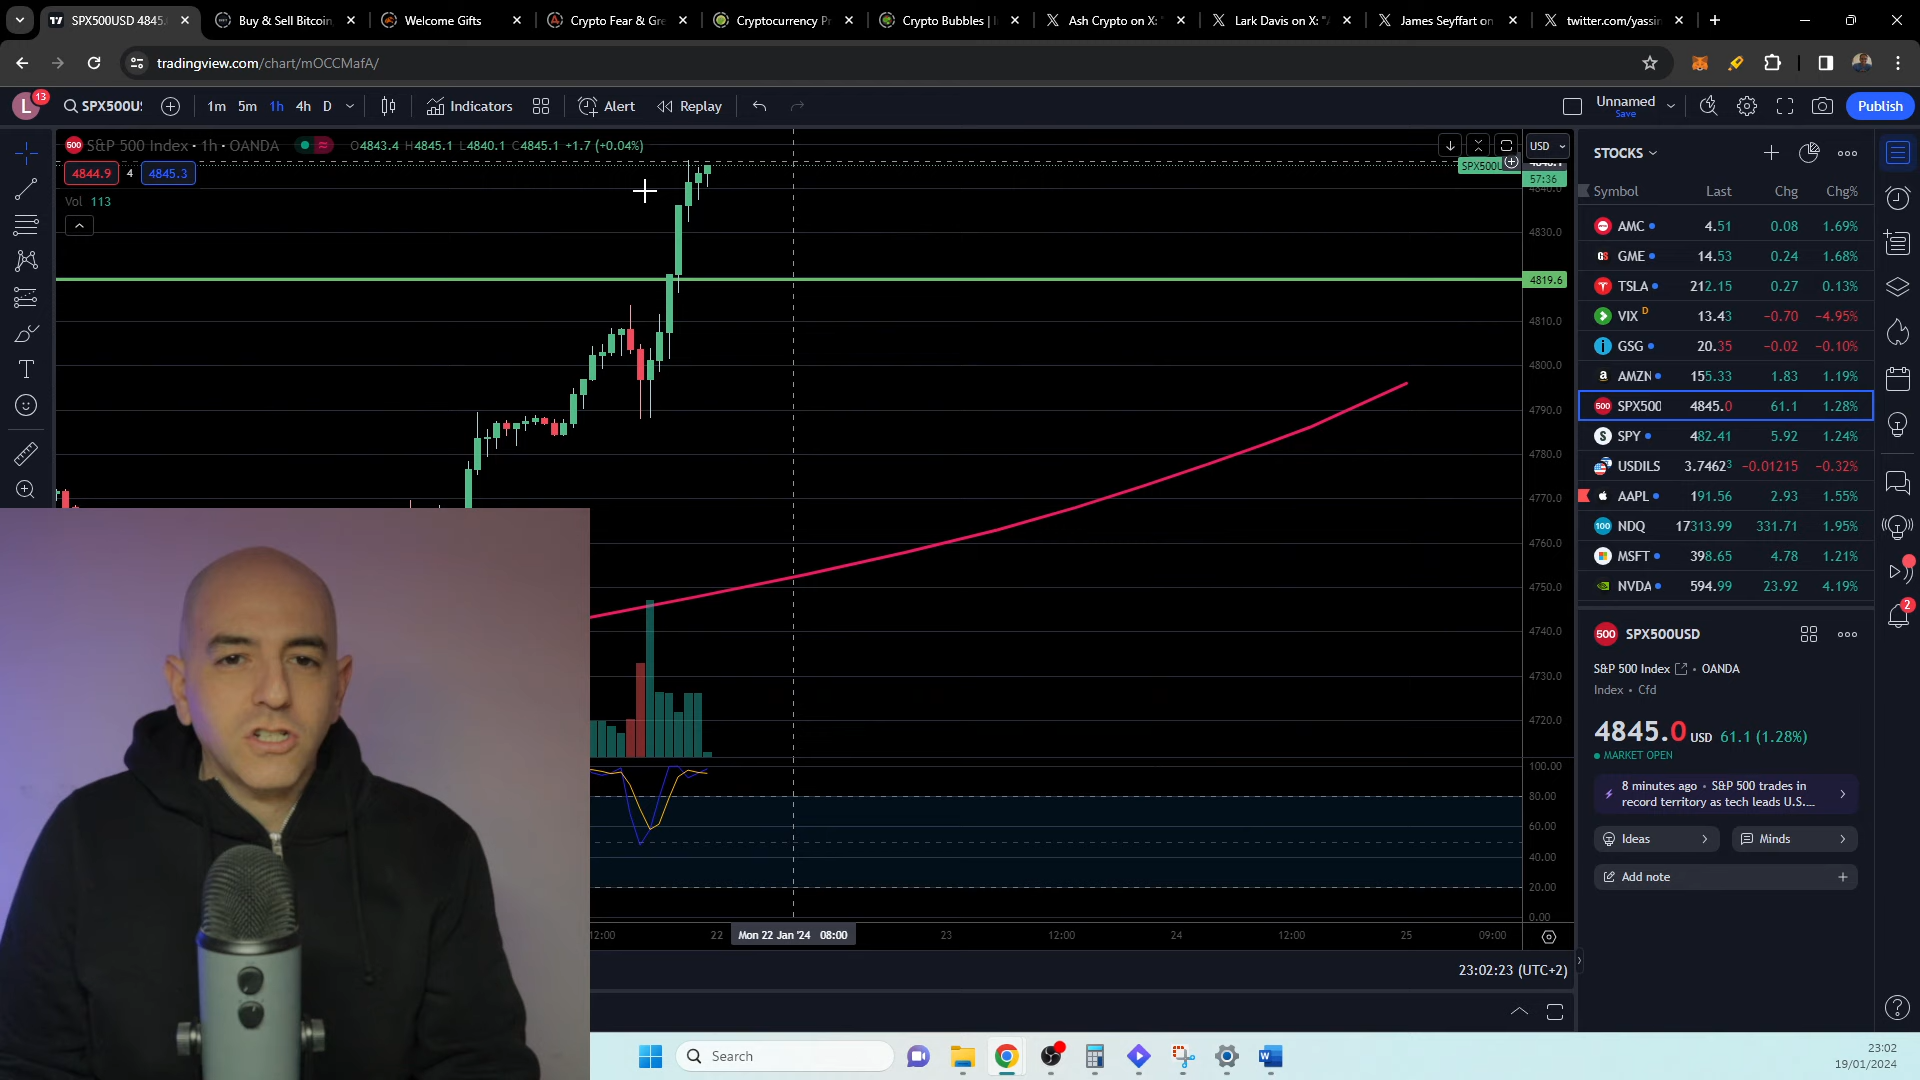 SPX500USD 4845.
Buy & Sell Bitcoin
Welcome Gifts
Crypto Fear & Gre
Cryptocurrency Pr
Crypto Bubbles | I
Ash Crypto on X: "
Lark Davis on X: "
James Seyffart on
twitter.com/yassin
tradingview.com/chart/mOCCMafA/
L 13 SPX500U: 1m 5m 1h 4h D Indicators Alert Replay Unnamed Save Publish
S&P 500 Index · 1h · OANDA O4843.4 H4845.1 L4840.1 C4845.1 +1.7 (+0.04%)
4844.9 4 4845.3
Vol 113
USD
SPX500U
57:36
4830.0
4819.6
4810.0
4800.0
4790.0
4780.0
4770.0
4760.0
4750.0
4740.0
4730.0
4720.0
100.00
80.00
60.00
40.00
20.00
0.00
12:00 22 Mon 22 Jan '24 08:00 23 12:00 24 12:00 25 09:00
23:02:23 (UTC+2)
STOCKS
Symbol Last Chg Chg%
AMC 4.51 0.08 1.69%
GME 14.53 0.24 1.68%
TSLA 212.15 0.27 0.13%
VIX D 13.43 −0.70 −4.95%
GSG 20.35 −0.02 −0.10%
AMZN 155.33 1.83 1.19%
SPX500 4845.0 61.1 1.28%
SPY 482.41 5.92 1.24%
USDILS 3.7462³ −0.01215 −0.32%
AAPL 191.56 2.93 1.55%
NDQ 17313.99 331.71 1.95%
MSFT 398.65 4.78 1.21%
NVDA 594.99 23.92 4.19%
2
500 SPX500USD
S&P 500 Index · OANDA
Index · Cfd
4845.0 USD 61.1 (1.28%)
MARKET OPEN
8 minutes ago · S&P 500 trades in
record territory as tech leads U.S....
Ideas
Minds
Add note
Search
23:02
19/01/2024